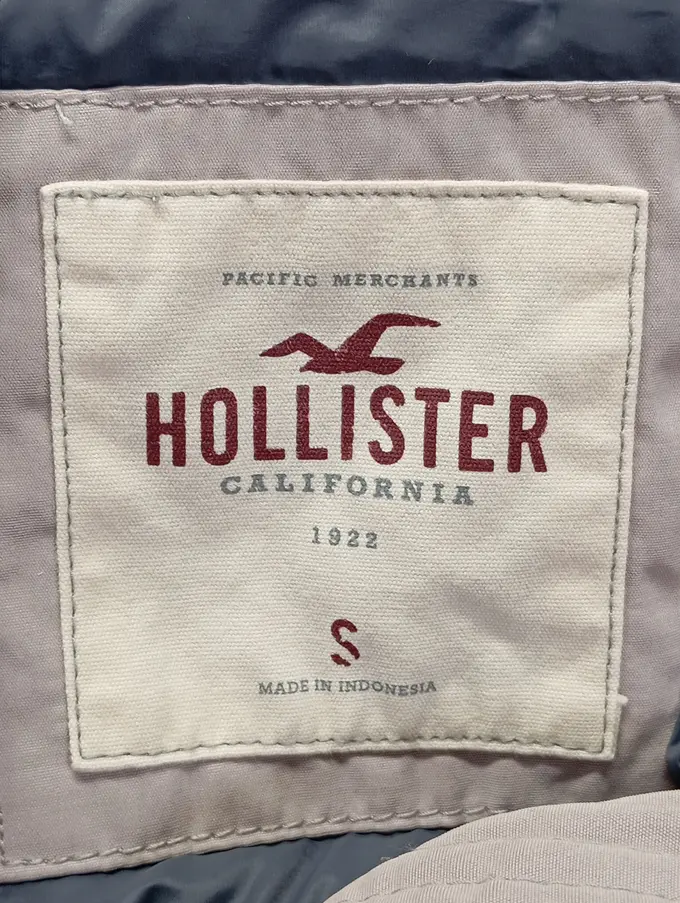 PACIFIC MERCHANTS
HOLLISTER
CALIFORNIA
1922
S
MADE IN INDONESIA